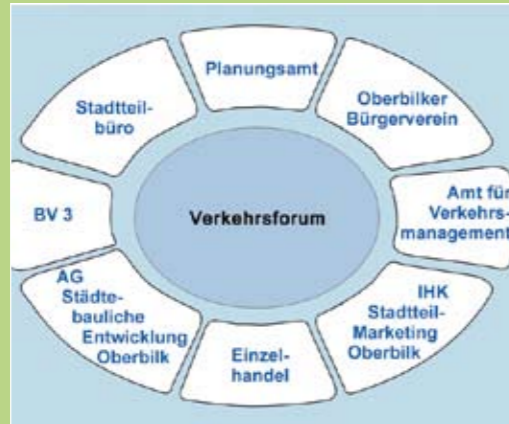 Planungsamt
Oberbilker
Bürgerverein
Amt für
Verkehrs-
management
IHK
Stadtteil-
Marketing
Oberbilk
Einzel-
handel
AG
Städte-
bauliche
Entwicklung
Oberbilk
BV 3
Stadtteil-
büro
Verkehrsforum